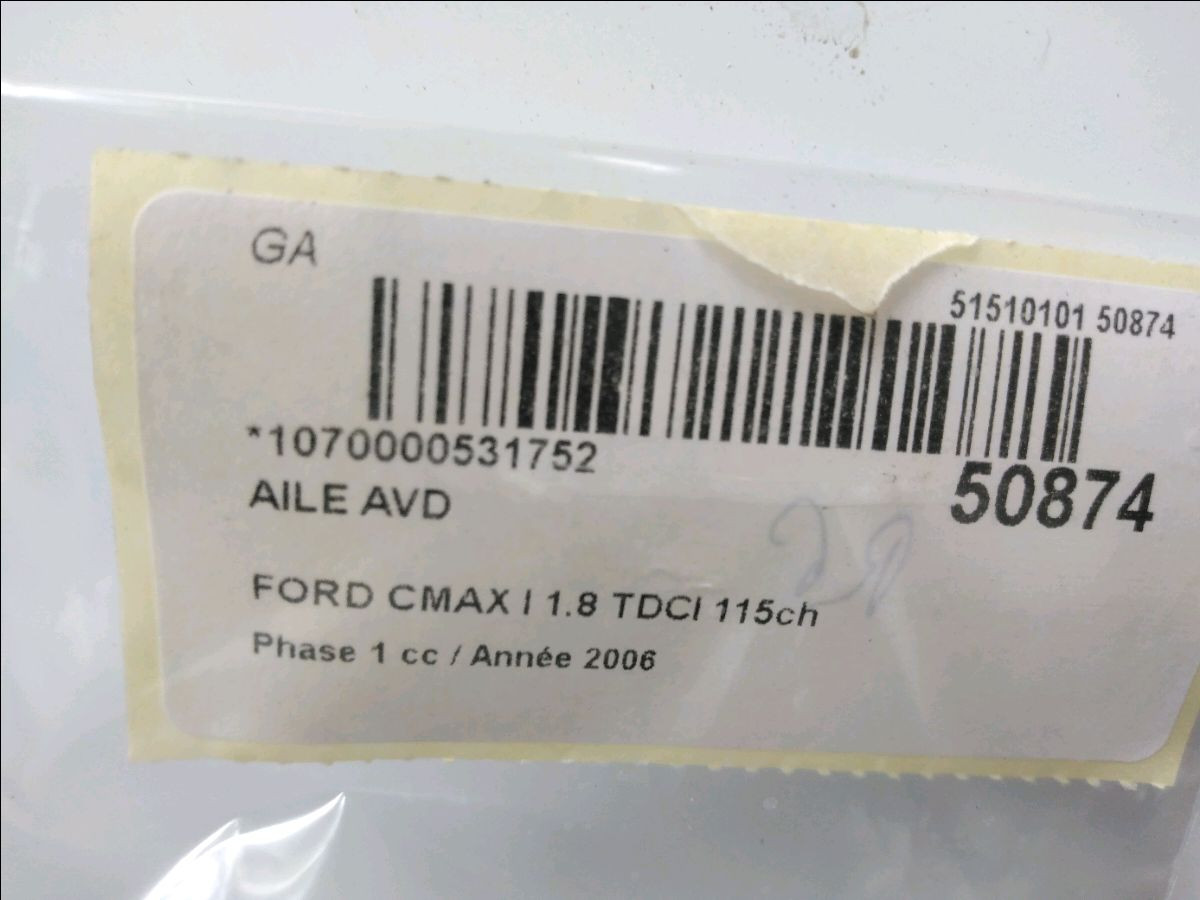 GA
51510101 50874
*1070000531752
50874
AILE AVD
FORD CMAX I 1.8 TDCI 115ch
Phase 1 cc / Année 2006